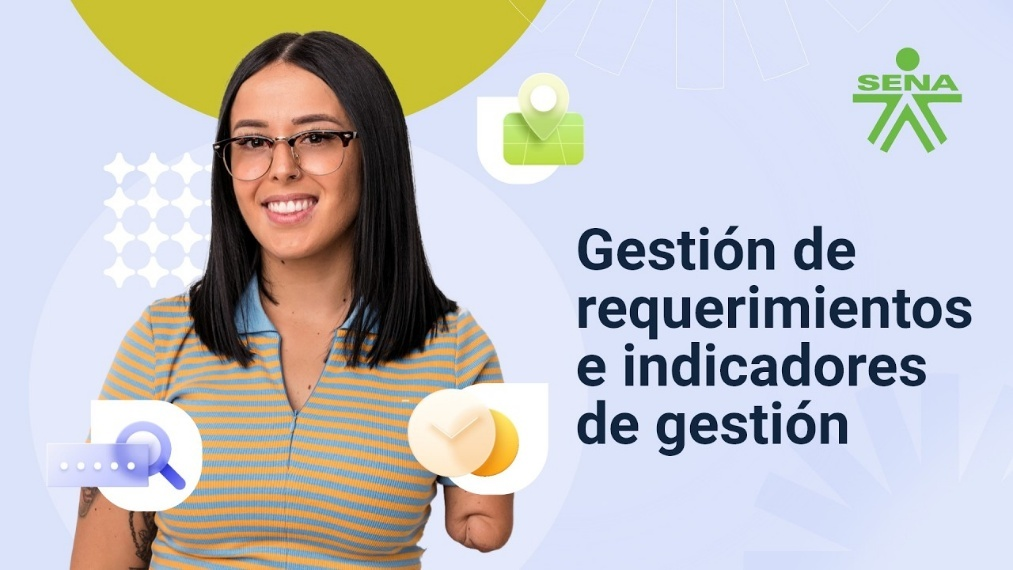 SENA
Gestión de
requerimientos
e indicadores
de gestión